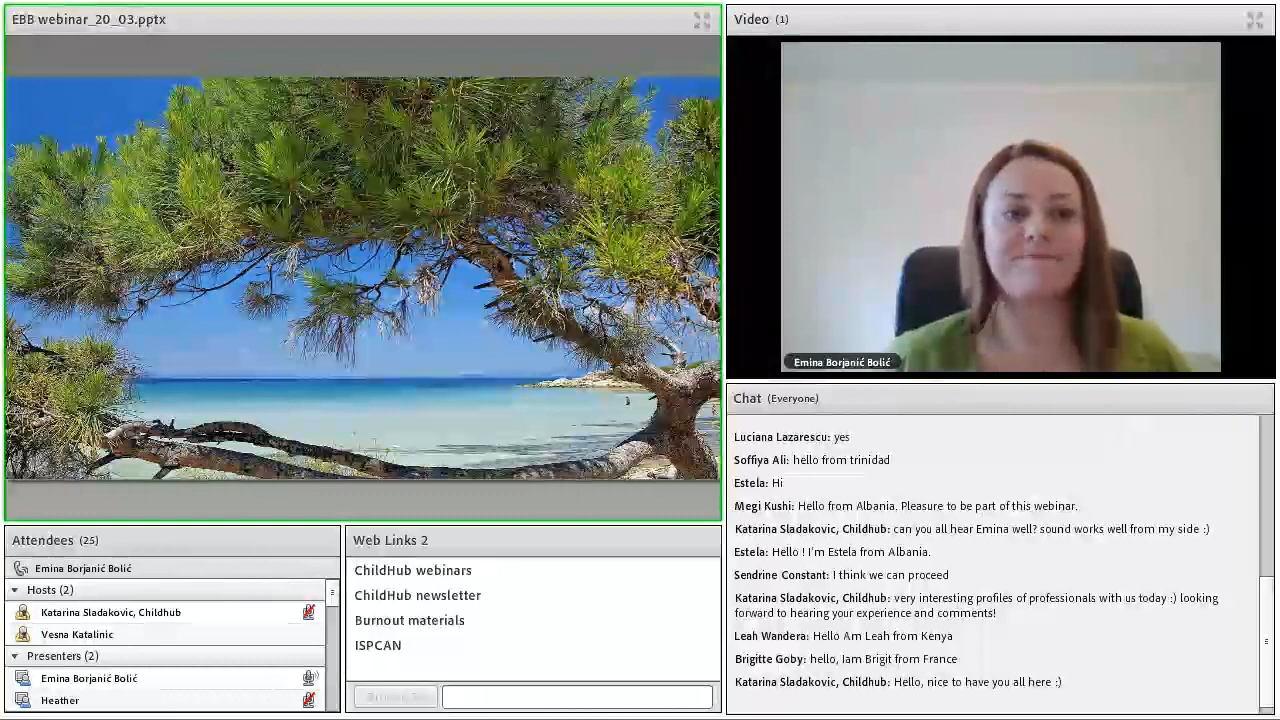 EBB webinar_20_03.pptx
Video (1)
Emina Borjanić Bolić
Chat (Everyone)
Luciana Lazarescu: yes
Soffiya Ali: hello from trinidad
Estela: Hi
Megi Kushi: Hello from Albania. Pleasure to be part of this webinar.
Katarina Sladakovic, Childhub: can you all hear Emina well? sound works well from my side :)
Estela: Hello ! I'm Estela from Albania.
Sendrine Constant: I think we can proceed
Katarina Sladakovic, Childhub: very interesting profiles of professionals with us today :) looking
forward to hearing your experience and comments!
Leah Wandera: Hello Am Leah from Kenya
Brigitte Goby: hello, Iam Brigit from France
Katarina Sladakovic, Childhub: Hello, nice to have you all here :)
Attendees (25)
Emina Borjanić Bolić
Hosts (2)
Katarina Sladakovic, Childhub
Vesna Katalinic
Presenters (2)
Emina Borjanić Bolić
Heather
Web Links 2
ChildHub webinars
ChildHub newsletter
Burnout materials
ISPCAN